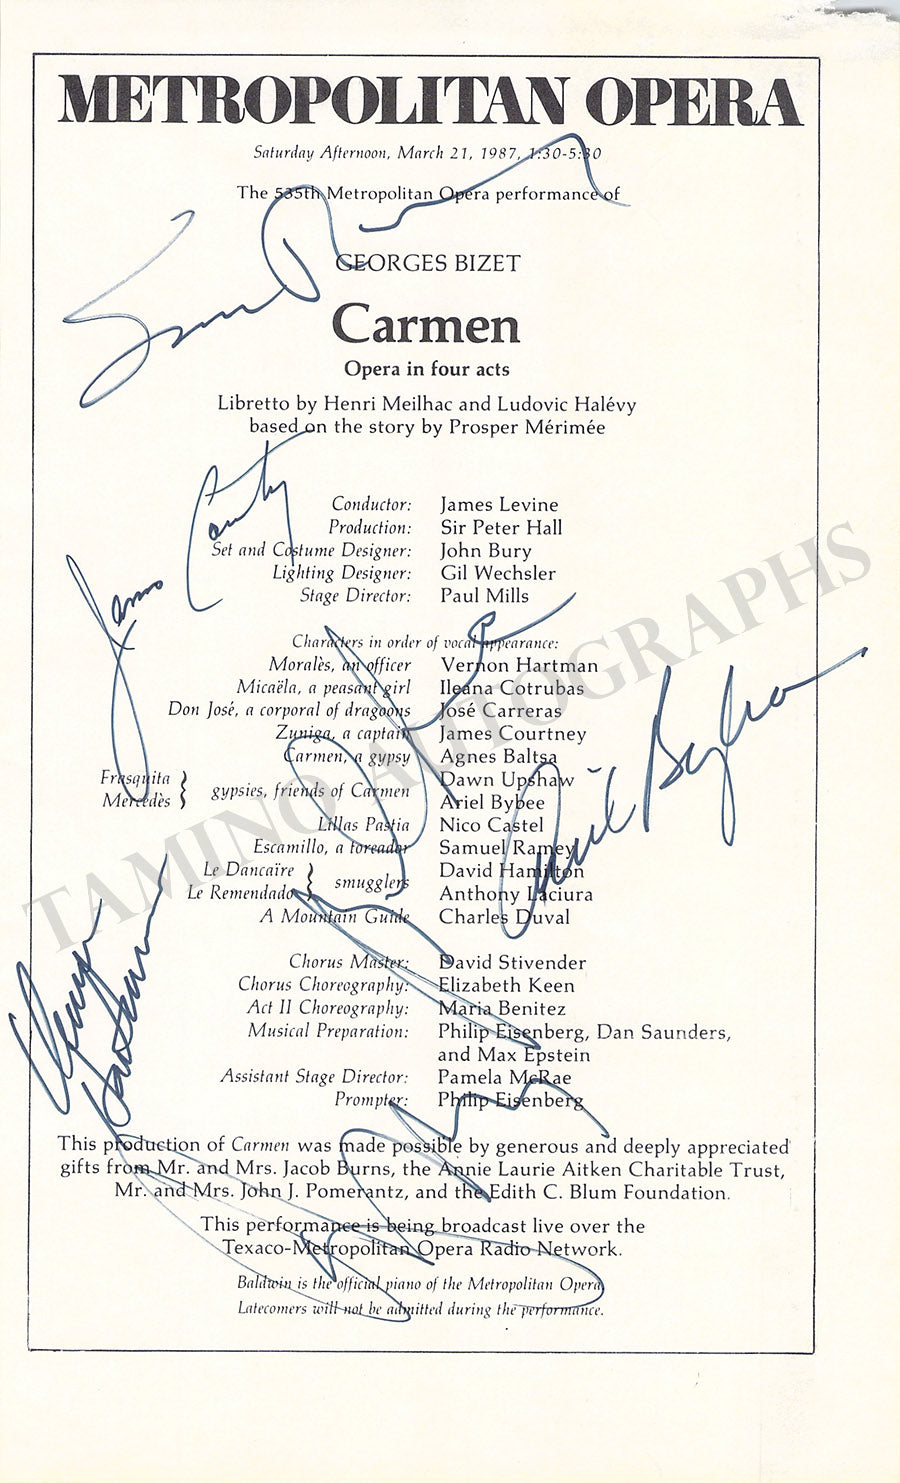 METROPOLITAN OPERA
Saturday Afternoon, March 21, 1987, 1:30-5:30
The 535th Metropolitan Opera performance of
GEORGES BIZET
Carmen
Opera in four acts
Libretto by Henri Meilhac and Ludovic Halévy
based on the story by Prosper Mérimée
James Courtney
Conductor: James Levine
Production: Sir Peter Hall
Set and Costume Designer: John Bury
Lighting Designer: Gil Wechsler
Stage Director: Paul Mills
Characters in order of vocal appearance:
Moralès, an officer Vernon Hartman
Micaëla, a peasant girl Ileana Cotrubas
Don José, a corporal of dragoons José Carreras
Zuniga, a captain James Courtney
Carmen, a gypsy Agnes Baltsa
Frasquita } gypsies, friends of Carmen Dawn Upshaw
Mercédès } Ariel Bybee
Lillas Pastia Nico Castel
Escamillo, a toreador Samuel Ramey
Le Dancaïre } smugglers David Hamilton
Le Remendado } Anthony Laciura
A Mountain Guide Charles Duval
Ariel Bybee
Vernon Hartman
Chorus Master: David Stivender
Chorus Choreography: Elizabeth Keen
Act II Choreography: Maria Benitez
Musical Preparation: Philip Eisenberg, Dan Saunders,
and Max Epstein
Assistant Stage Director: Pamela McRae
Prompter: Philip Eisenberg
This production of Carmen was made possible by generous and deeply appreciated
gifts from Mr. and Mrs. Jacob Burns, the Annie Laurie Aitken Charitable Trust,
Mr. and Mrs. John J. Pomerantz, and the Edith C. Blum Foundation.
This performance is being broadcast live over the
Texaco-Metropolitan Opera Radio Network.
Baldwin is the official piano of the Metropolitan Opera
Latecomers will not be admitted during the performance.
TAMINO AUTOGRAPHS